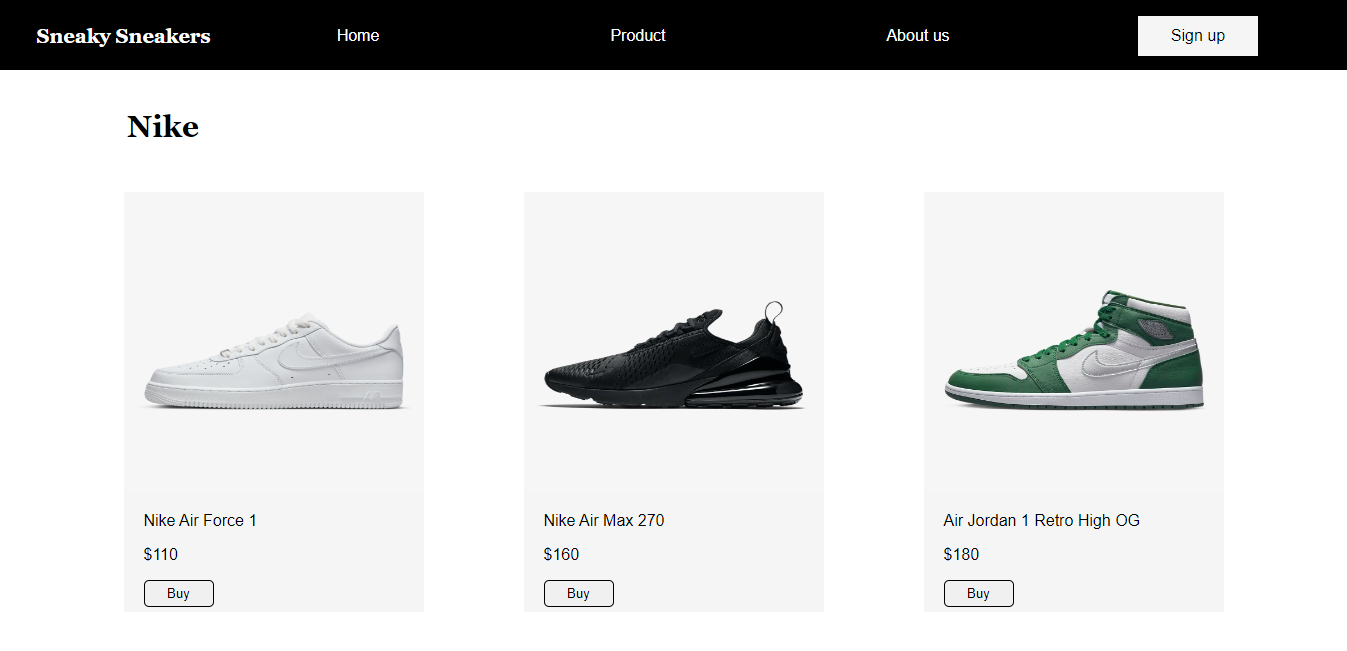 Sneaky Sneakers Home Product About us Sign up
Nike
Nike Air Force 1 Nike Air Max 270 Air Jordan 1 Retro High OG
$110 $160 $180
Buy Buy Buy